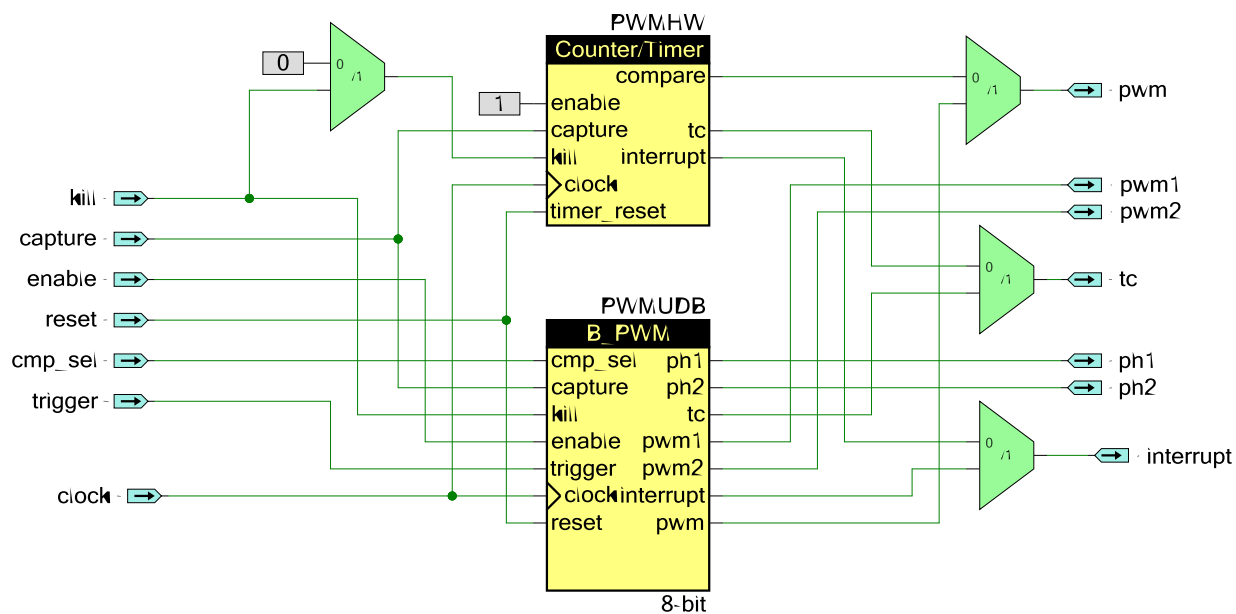 PWMHW
Counter/Timer
0
0
/1
compare
0
/1
pwm
1
enable
capture
tc
kill
interrupt
clock
timer_reset
kill
pwm1
pwm2
capture
enable
0
/1
tc
reset
PWMUDB
B_PWM
cmp_sel
cmp_sel
ph1
ph1
capture
ph2
ph2
trigger
kill
tc
enable
pwm1
0
/1
interrupt
trigger
pwm2
clock
clock
interrupt
reset
pwm
8-bit